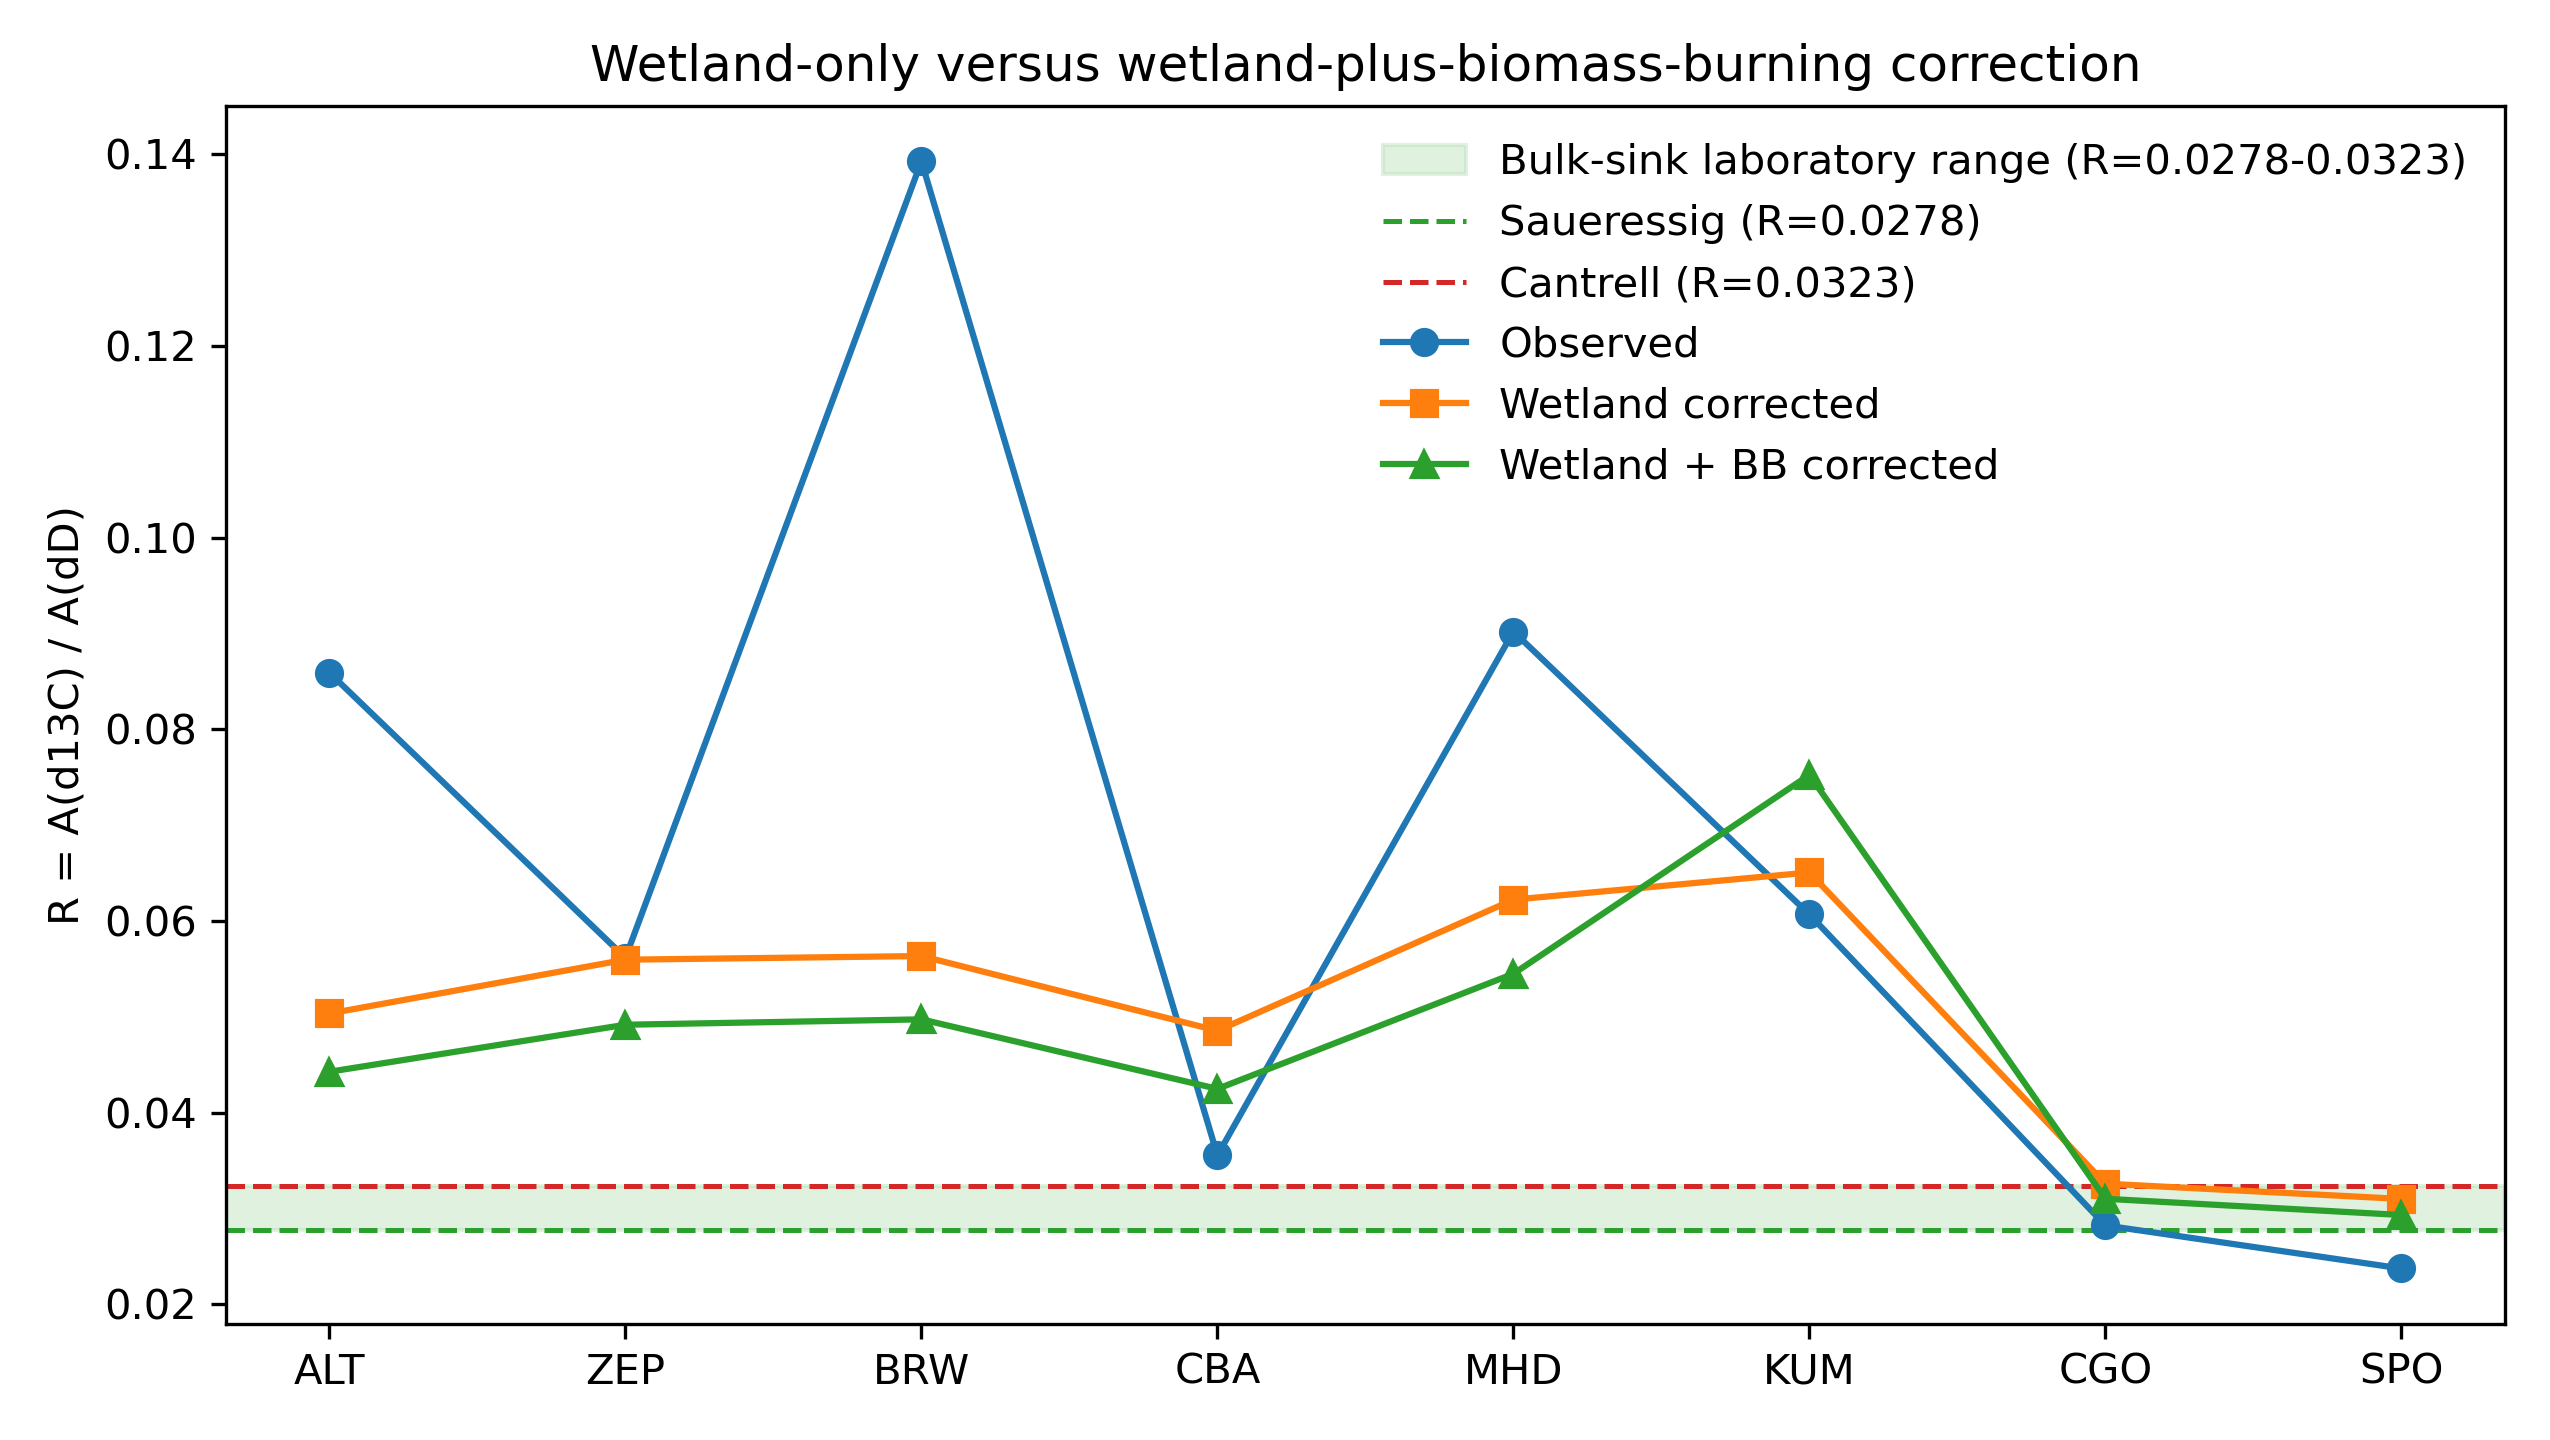 Wetland-only versus wetland-plus-biomass-burning correction
Bulk-sink laboratory range (R=0.0278-0.0323)
Saueressig (R=0.0278)
Cantrell (R=0.0323)
Observed
Wetland corrected
Wetland + BB corrected
R = A(d13C) / A(dD)
0.14
0.12
0.10
0.08
0.06
0.04
0.02
ALT ZEP BRW CBA MHD KUM CGO SPO